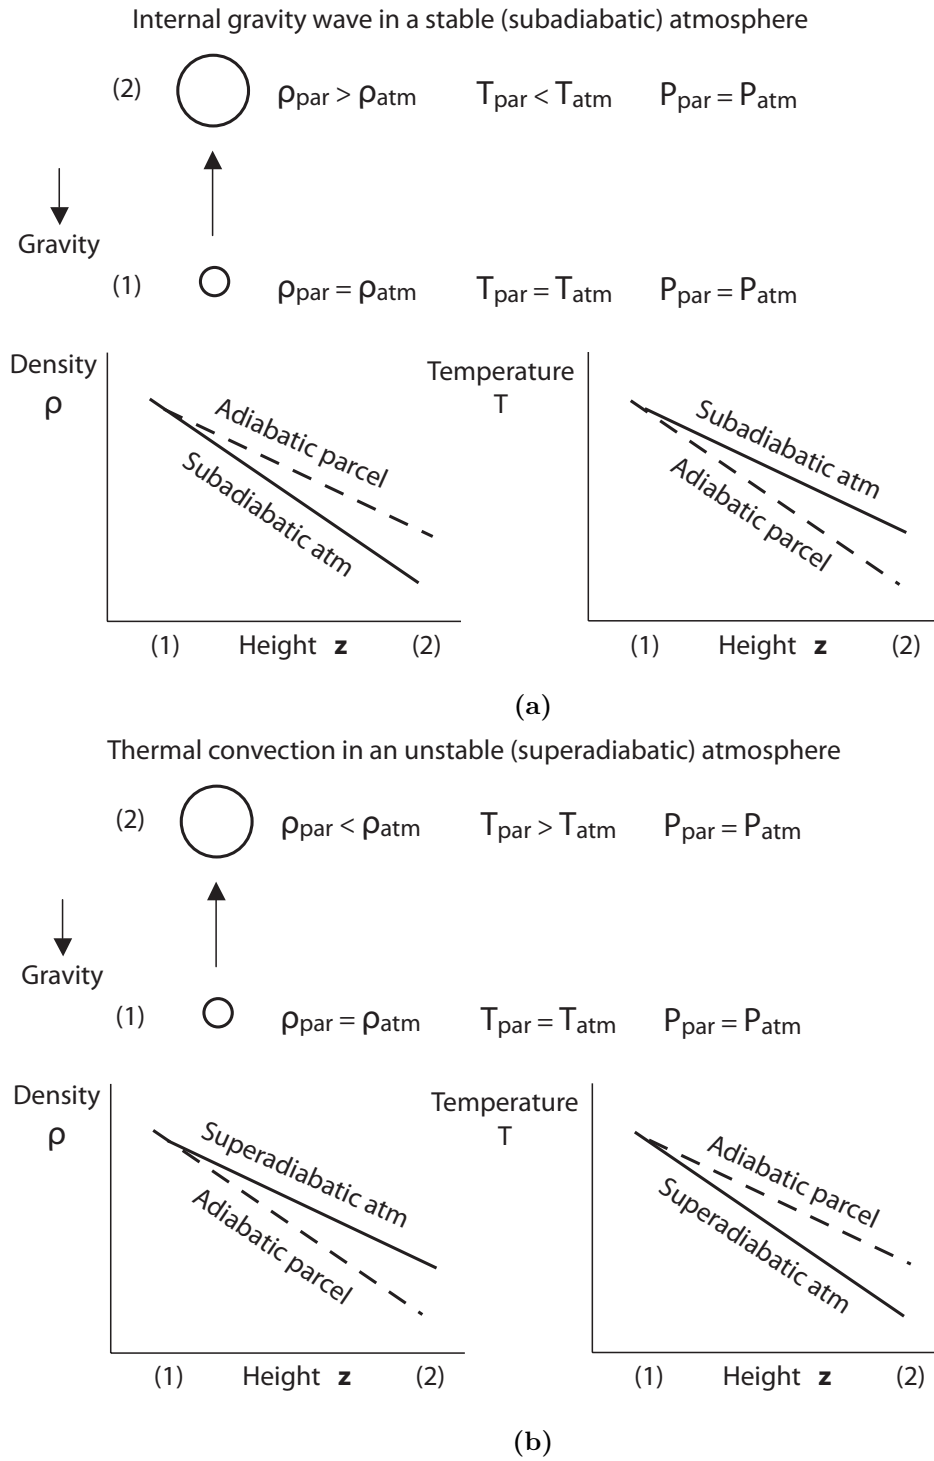 Internal gravity wave in a stable (subadiabatic) atmosphere
(2) ρpar > ρatm Tpar < Tatm Ppar = Patm
Gravity
(1) ρpar = ρatm Tpar = Tatm Ppar = Patm
Density
ρ
Adiabatic parcel
Subadiabatic atm
(1) Height z (2)
Temperature
T
Subadiabatic atm
Adiabatic parcel
(1) Height z (2)
(a)
Thermal convection in an unstable (superadiabatic) atmosphere
(2) ρpar < ρatm Tpar > Tatm Ppar = Patm
Gravity
(1) ρpar = ρatm Tpar = Tatm Ppar = Patm
Density
ρ
Superadiabatic atm
Adiabatic parcel
(1) Height z (2)
Temperature
T
Adiabatic parcel
Superadiabatic atm
(1) Height z (2)
(b)